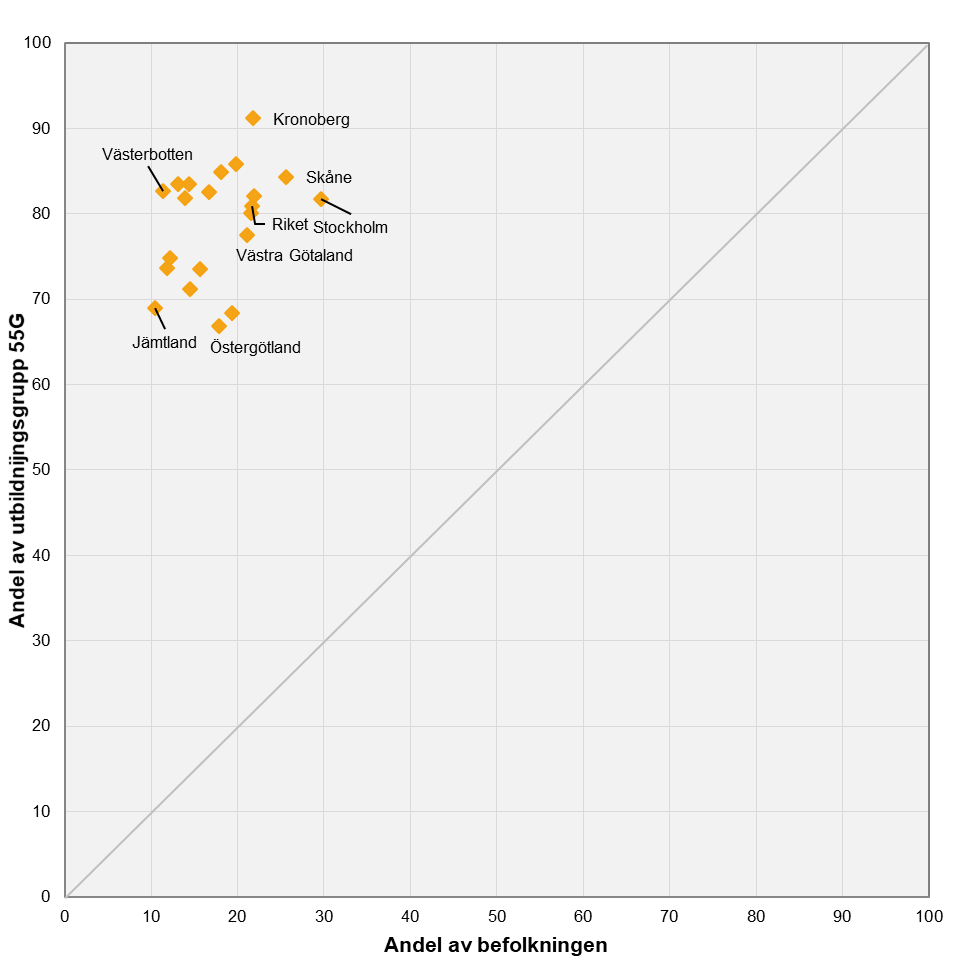 100
90
80
70
60
50
40
30
20
10
0
Kronoberg
Västerbotten
Skåne
Riket
Stockholm
Västra Götaland
Jämtland
Östergötland
Andel av utbildnijngsgrupp 55G
0 10 20 30 40 50 60 70 80 90 100
Andel av befolkningen